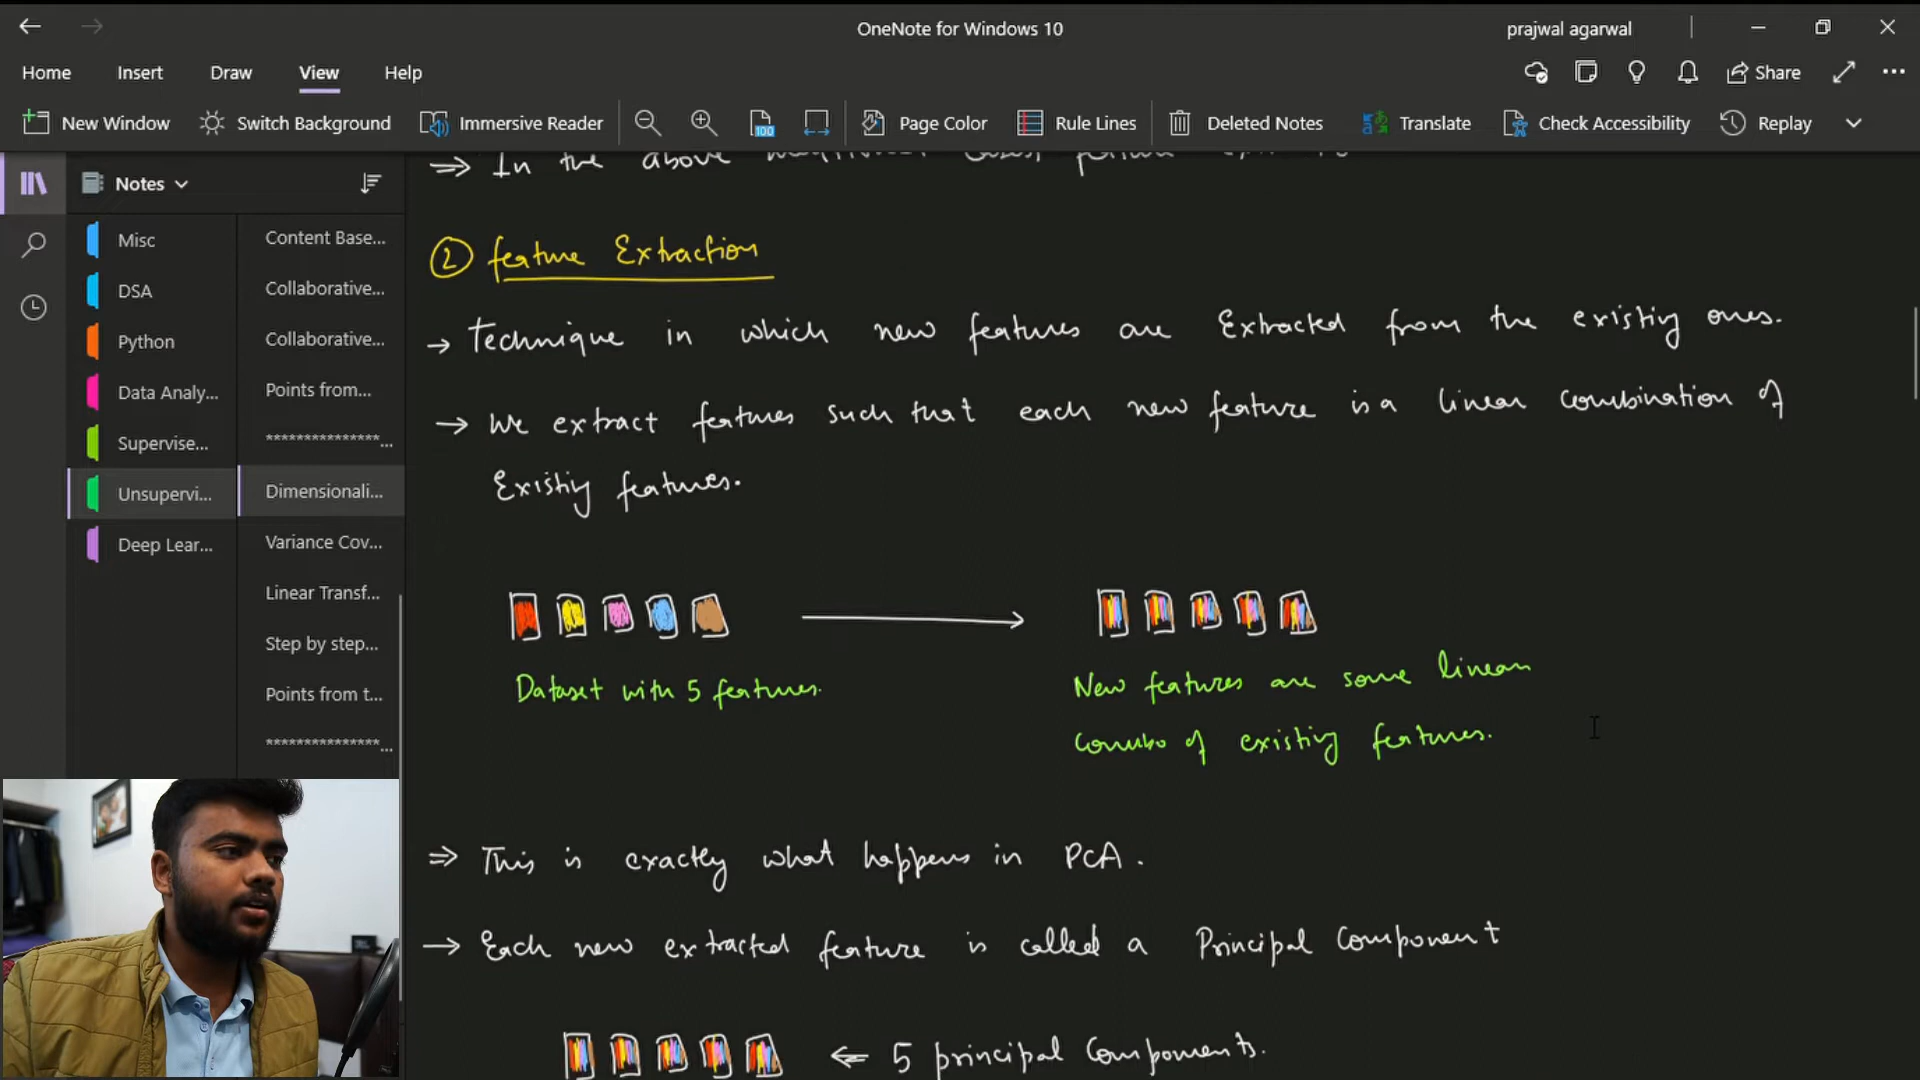 OneNote for Windows 10
prajwal agarwal
Home Insert Draw View Help
Share
New Window Switch Background Immersive Reader 100 Page Color Rule Lines Deleted Notes Translate Check Accessibility Replay
Notes
Misc
DSA
Python
Data Analy...
Supervise...
Unsupervi...
Deep Lear...
Content Base...
Collaborative...
Collaborative...
Points from...
***************...
Dimensionali...
Variance Cov...
Linear Transf...
Step by step...
Points from t...
***************...
⇒ In the above
② feature Extraction
→ Technique in which new features are Extracted from the existing ones.
→ We extract features such that each new feature is a linear combination of
Existing features.
Dataset with 5 features.
New features are some linear
Combo of existing features.
⇒ This is exactly what happens in PCA.
→ Each new extracted feature is called a Principal Component
← 5 principal Components.